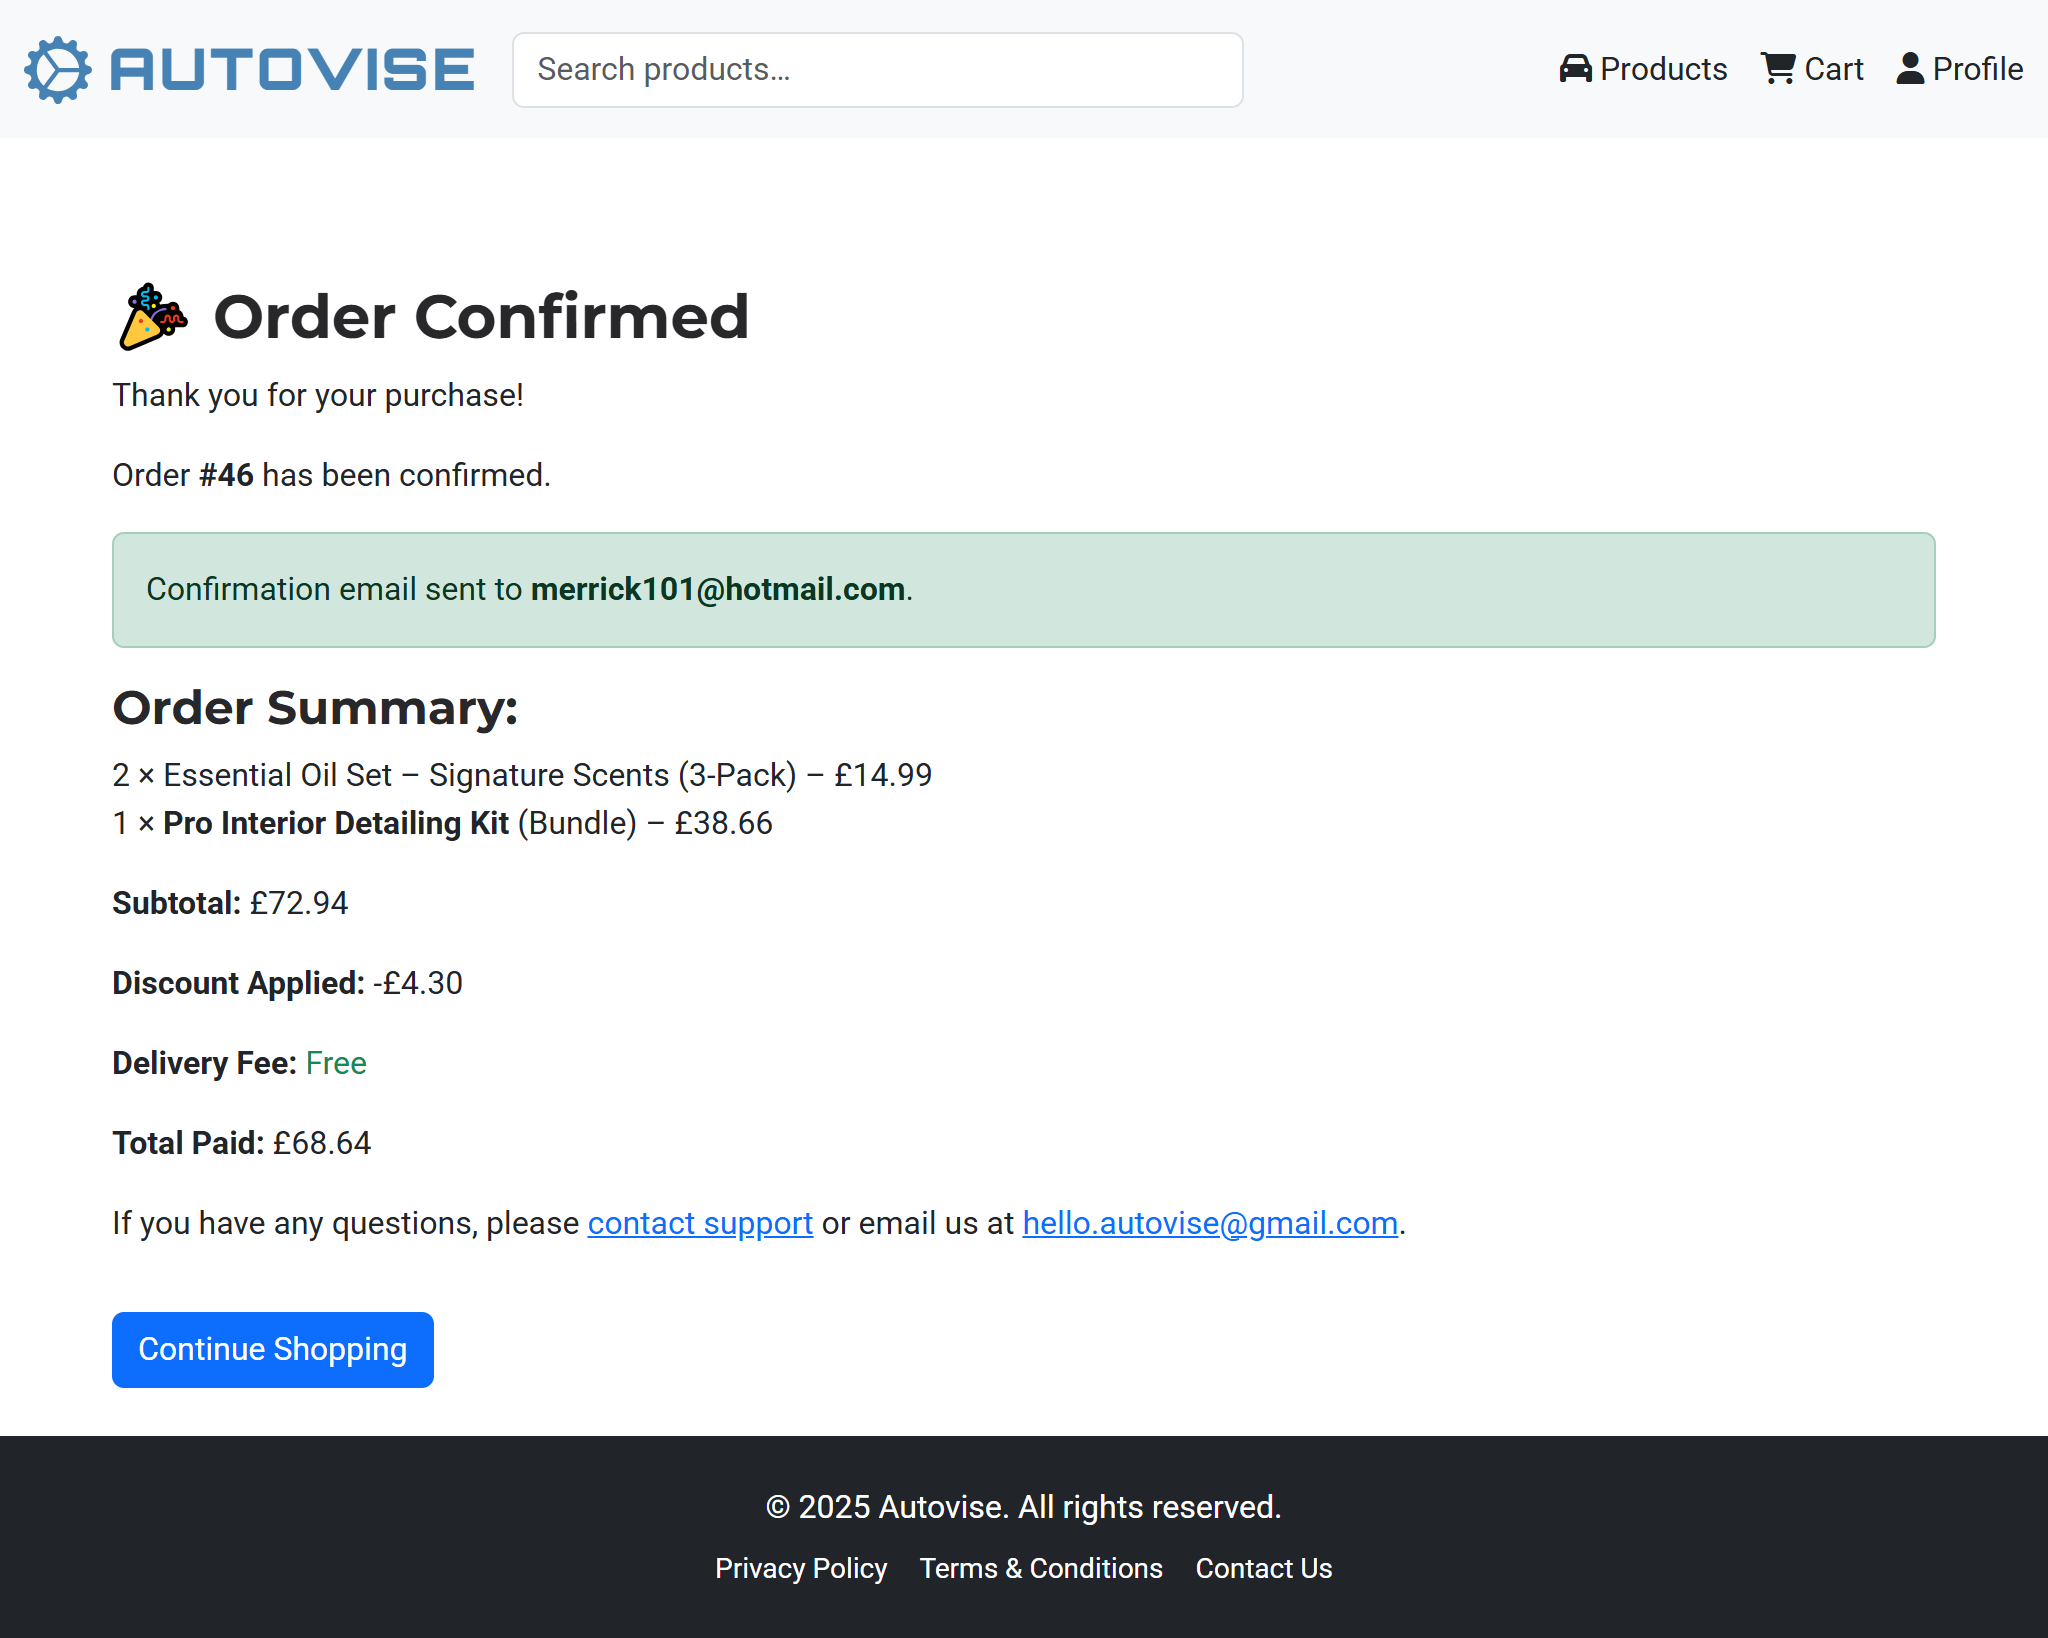 AUTOVISE
Search products...
Products
Cart
Profile
Order Confirmed
Thank you for your purchase!
Order #46 has been confirmed.
Confirmation email sent to merrick101@hotmail.com.
Order Summary:
2 × Essential Oil Set – Signature Scents (3-Pack) – £14.99
1 × Pro Interior Detailing Kit (Bundle) – £38.66
Subtotal: £72.94
Discount Applied: -£4.30
Delivery Fee: Free
Total Paid: £68.64
If you have any questions, please contact support or email us at hello.autovise@gmail.com.
Continue Shopping
© 2025 Autovise. All rights reserved.
Privacy Policy Terms & Conditions Contact Us